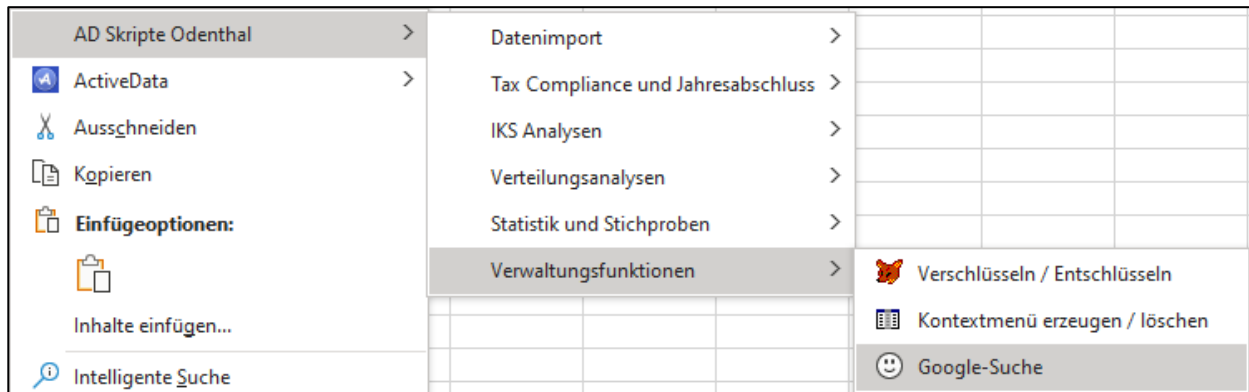 AD Skripte Odenthal
ActiveData
Ausschneiden
Kopieren
Einfügeoptionen:
Inhalte einfügen...
Intelligente Suche
Datenimport
Tax Compliance und Jahresabschluss
IKS Analysen
Verteilungsanalysen
Statistik und Stichproben
Verwaltungsfunktionen
Verschlüsseln / Entschlüsseln
Kontextmenü erzeugen / löschen
Google-Suche